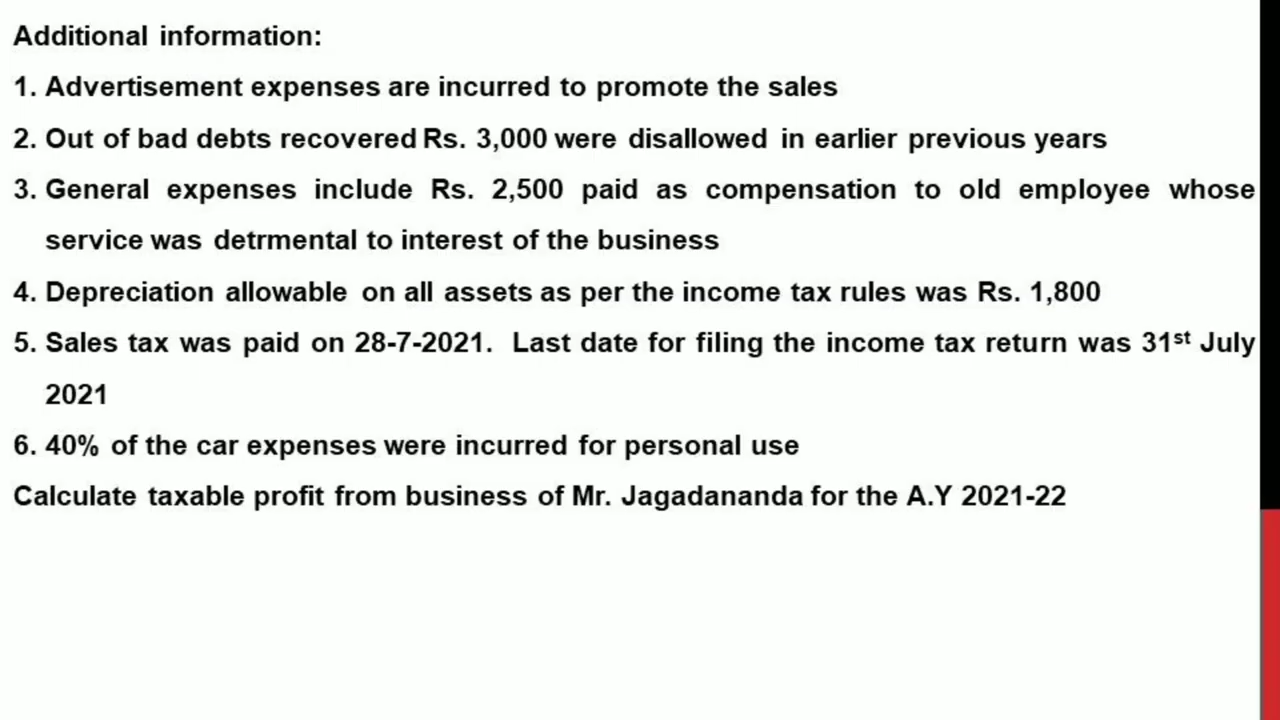 Additional information:
1. Advertisement expenses are incurred to promote the sales
2. Out of bad debts recovered Rs. 3,000 were disallowed in earlier previous years
3. General expenses include Rs. 2,500 paid as compensation to old employee whose
service was detrmental to interest of the business
4. Depreciation allowable on all assets as per the income tax rules was Rs. 1,800
5. Sales tax was paid on 28-7-2021. Last date for filing the income tax return was 31st July
2021
6. 40% of the car expenses were incurred for personal use
Calculate taxable profit from business of Mr. Jagadananda for the A.Y 2021-22